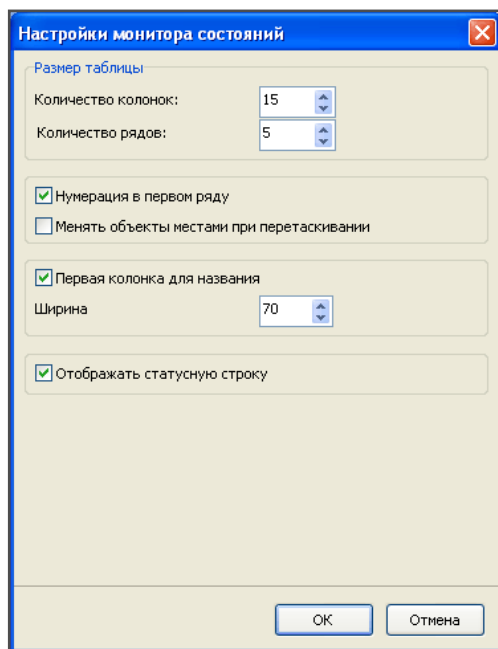 Настройки монитора состояний
Размер таблицы
Количество колонок: 15
Количество рядов: 5
Нумерация в первом ряду
Менять объекты местами при перетаскивании
Первая колонка для названия
Ширина 70
Отображать статусную строку
OK Отмена